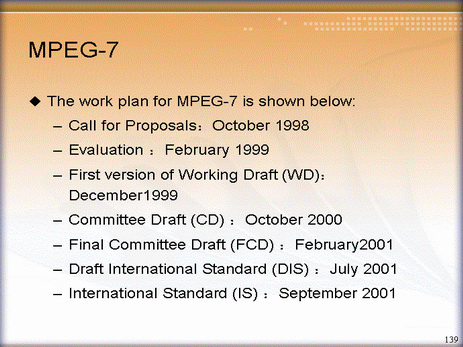 MPEG-7
◆ The work plan for MPEG-7 is shown below:
– Call for Proposals：October 1998
– Evaluation ：February 1999
– First version of Working Draft (WD)：
December1999
– Committee Draft (CD) ：October 2000
– Final Committee Draft (FCD) ：February2001
– Draft International Standard (DIS) ：July 2001
– International Standard (IS) ：September 2001
139